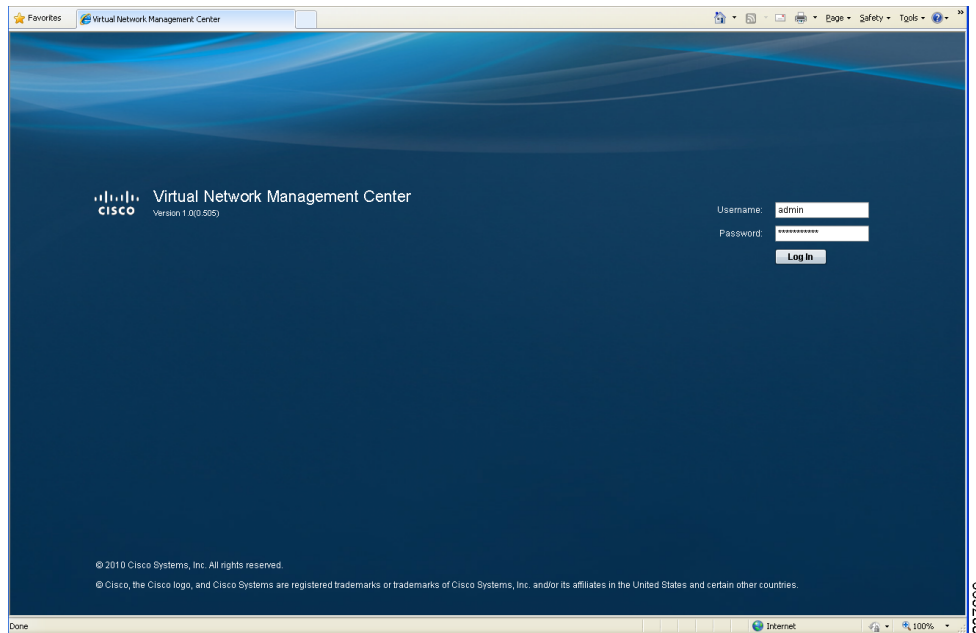 Favorites
Virtual Network Management Center
Page
Safety
Tools
»
CISCO
Virtual Network Management Center
Version 1.0(0.505)
Username:
admin
Password:
***********
Log In
© 2010 Cisco Systems, Inc. All rights reserved.
© Cisco, the Cisco logo, and Cisco Systems are registered trademarks or trademarks of Cisco Systems, Inc. and/or its affiliates in the United States and certain other countries.
Done
Internet
100%